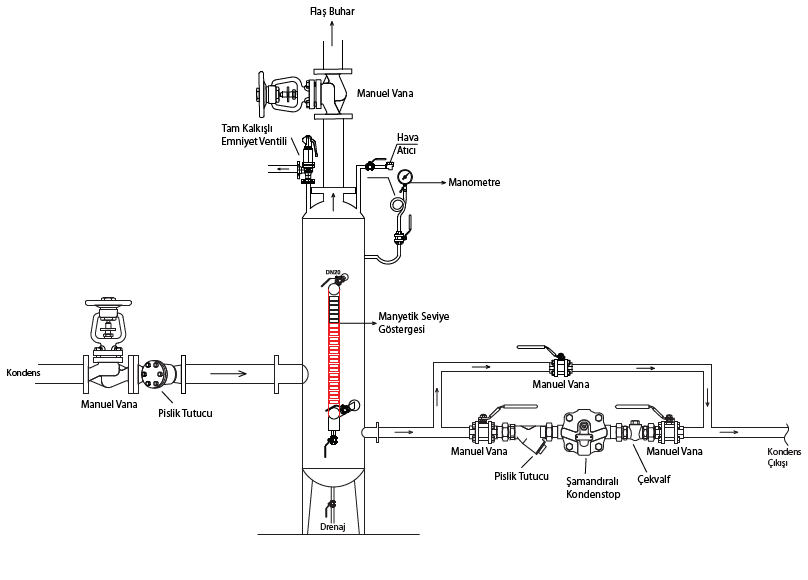 Flaş Buhar
Manuel Vana
Tam Kalkışlı
Emniyet Ventili
Hava
Atıcı
Manometre
DN20
Manyetik Seviye
Göstergesi
Kondens
Manuel Vana
Pislik Tutucu
Manuel Vana
Manuel Vana
Pislik Tutucu
Şamandıralı
Kondenstop
Çekvalf
Manuel Vana
Kondens
Çıkışı
Drenaj